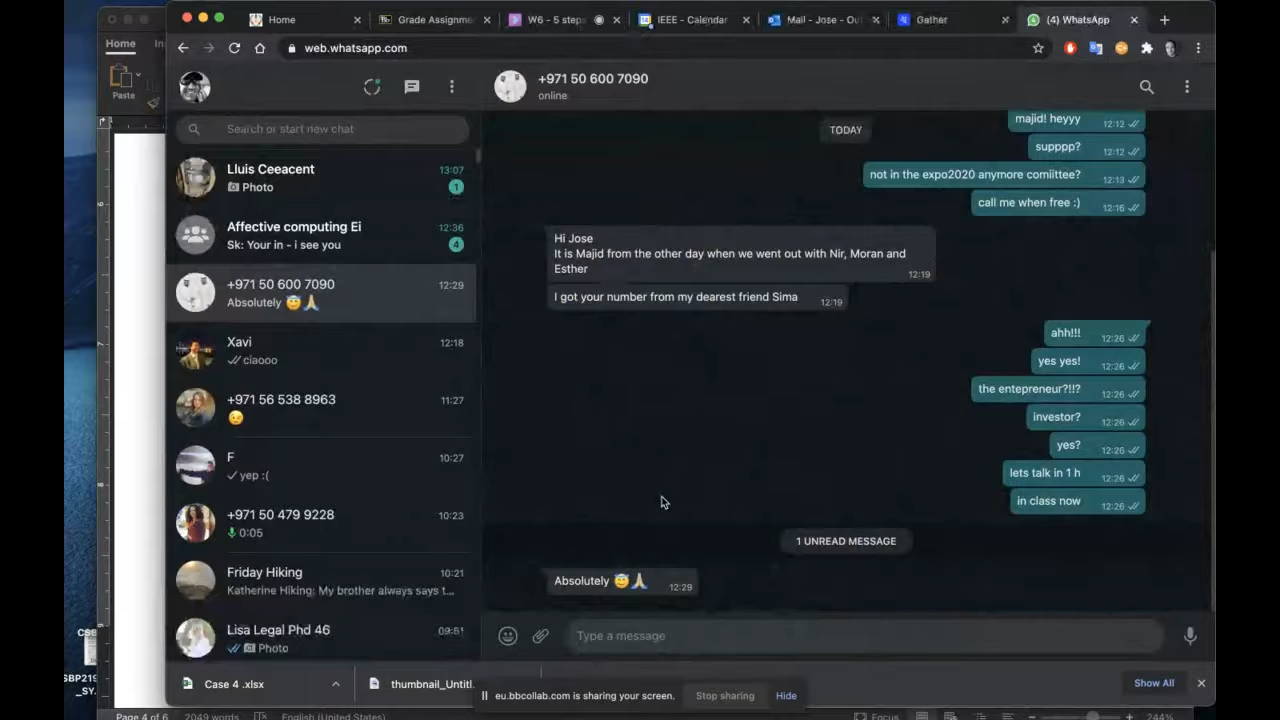 Home
Grade Assignme
W6 - 5 step
IEEE - Calendar
Mail - Jose - Ou
Gather
(4) WhatsApp
Home
In
web.whatsapp.com
Paste
+971 50 600 7090
online
Search or start new chat
Lluis Ceeacent 13:07
Photo 1
Affective computing Ei 12:36
Sk: Your in - i see you 4
+971 50 600 7090 12:29
Absolutely 😇🙏
Xavi 12:18
ciaooo
+971 56 538 8963 11:27
😉
F 10:27
yep :(
+971 50 479 9228 10:23
0:05
Friday Hiking 10:21
Katherine Hiking: My brother always says t...
Lisa Legal Phd 46 09:51
Photo
TODAY
majid! heyyy 12:12
supppp? 12:12
not in the expo2020 anymore comiittee? 12:13
call me when free :) 12:16
Hi Jose
It is Majid from the other day when we went out with Nir, Moran and
Esther 12:19
I got your number from my dearest friend Sima 12:19
ahh!!! 12:26
yes yes! 12:26
the entepreneur?!!? 12:26
investor? 12:26
yes? 12:26
lets talk in 1 h 12:26
in class now 12:26
1 UNREAD MESSAGE
Absolutely 😇🙏 12:29
Type a message
Case 4 .xlsx
thumbnail_Untitl.
eu.bbcollab.com is sharing your screen.
Stop sharing
Hide
Show All
CSB
SBP219
_SY.
Page 4 of 6
2049 words
English (United States)
Focus
244%